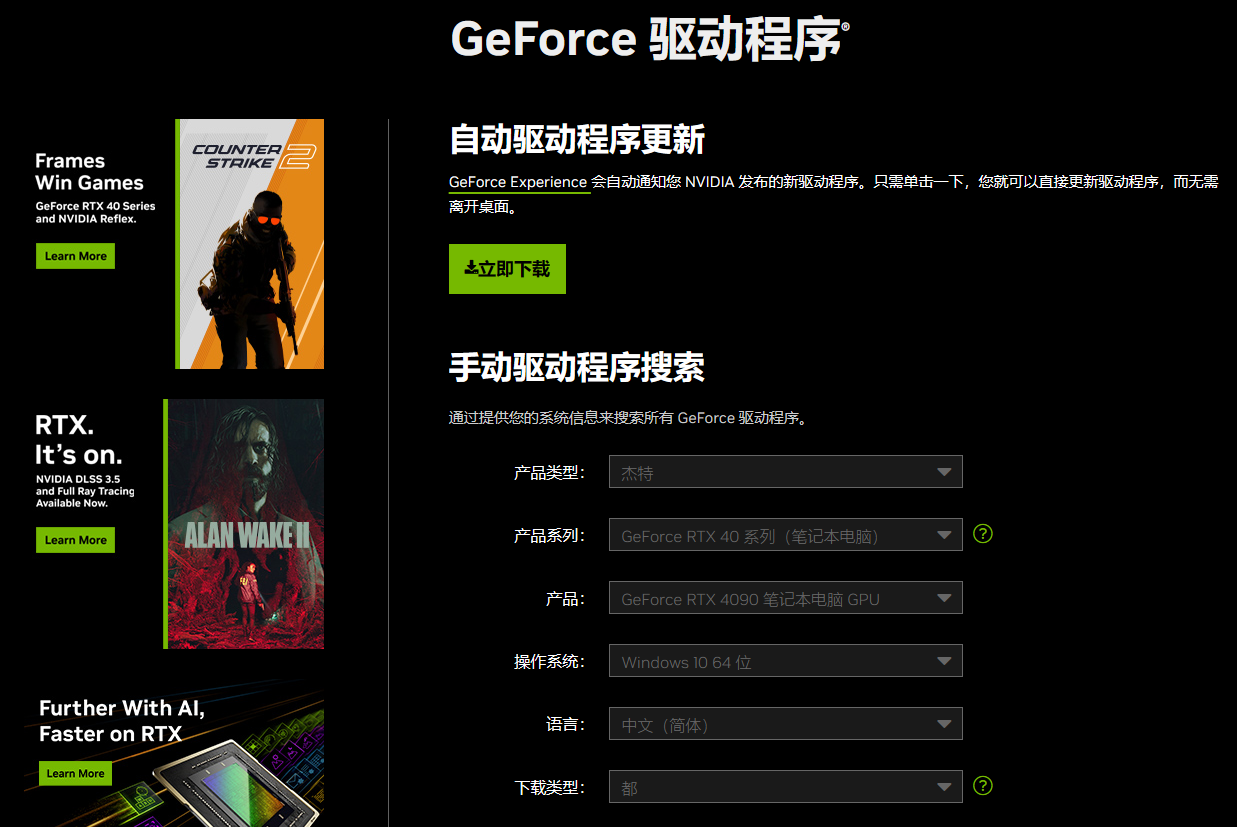 GeForce 驱动程序®
Frames
Win Games
GeForce RTX 40 Series
and NVIDIA Reflex.
Learn More
COUNTER
STRIKE 2
RTX.
It's on.
NVIDIA DLSS 3.5
and Full Ray Tracing
Available Now.
Learn More
ALAN WAKE II
Further With AI,
Faster on RTX
Learn More
自动驱动程序更新
GeForce Experience 会自动通知您 NVIDIA 发布的新驱动程序。只需单击一下，您就可以直接更新驱动程序，而无需
离开桌面。
立即下载
手动驱动程序搜索
通过提供您的系统信息来搜索所有 GeForce 驱动程序。
产品类型： 杰特
产品系列： GeForce RTX 40 系列（笔记本电脑） ?
产品： GeForce RTX 4090 笔记本电脑 GPU
操作系统： Windows 10 64 位
语言： 中文（简体）
下载类型： 都 ?